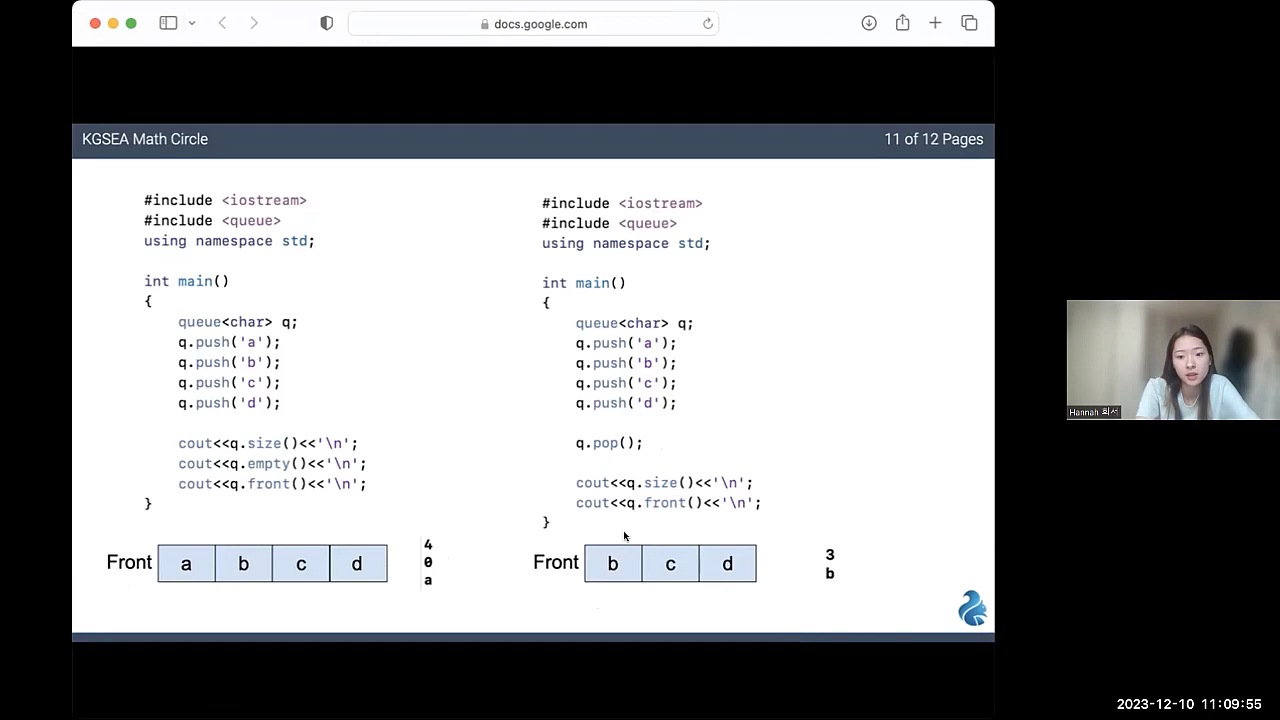 docs.google.com
KGSEA Math Circle
11 of 12 Pages
#include <iostream>
#include <queue>
using namespace std;
int main()
{
queue<char> q;
q.push('a');
q.push('b');
q.push('c');
q.push('d');
cout<<q.size()<<'\n';
cout<<q.empty()<<'\n';
cout<<q.front()<<'\n';
}
Front a b c d
4
0
a
#include <iostream>
#include <queue>
using namespace std;
int main()
{
queue<char> q;
q.push('a');
q.push('b');
q.push('c');
q.push('d');
q.pop();
cout<<q.size()<<'\n';
cout<<q.front()<<'\n';
}
Front b c d
3
b
Hannah 희서
2023-12-10 11:09:55